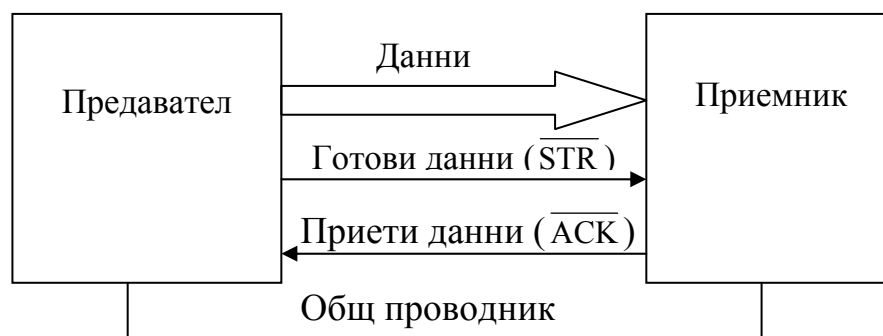 Данни
Предавател
Приемник
Готови данни (STR)
Приети данни (ACK)
Общ проводник